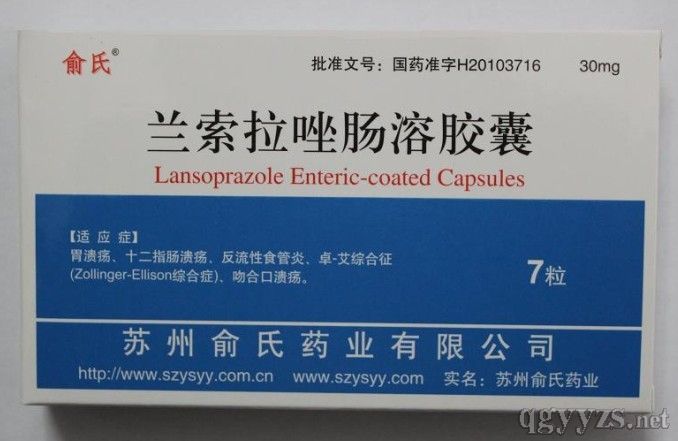 俞氏®
批准文号：国药准字H20103716 30mg
兰索拉唑肠溶胶囊
Lansoprazole Enteric-coated Capsules
【适 应 症】
胃溃疡、十二指肠溃疡、反流性食管炎、卓-艾综合征
(Zollinger-Ellison综合症)、吻合口溃疡。
7粒
苏州俞氏药业有限公司
http://www.szysyy.com.cn www.szysyy.com 实名：苏州俞氏药业
qgyyzs.net